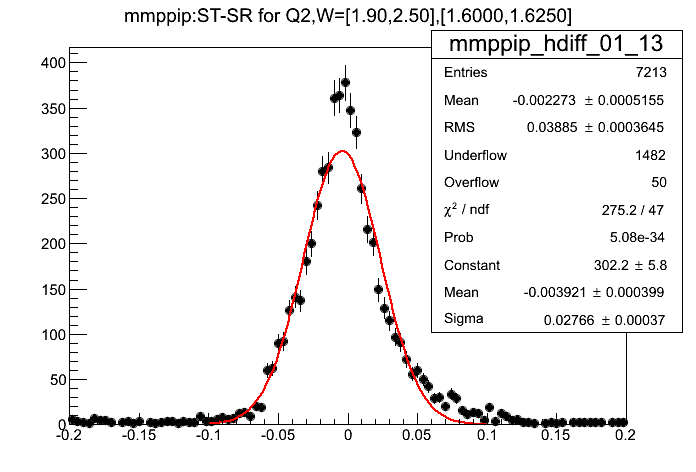 mmppip:ST-SR for Q2,W=[1.90,2.50],[1.6000,1.6250]
mmppip_hdiff_01_13
Entries 7213
Mean -0.002273 ± 0.0005155
RMS 0.03885 ± 0.0003645
Underflow 1482
Overflow 50
χ² / ndf 275.2 / 47
Prob 5.08e-34
Constant 302.2 ± 5.8
Mean -0.003921 ± 0.000399
Sigma 0.02766 ± 0.00037
400
350
300
250
200
150
100
50
0
-0.2 -0.15 -0.1 -0.05 0 0.05 0.1 0.15 0.2